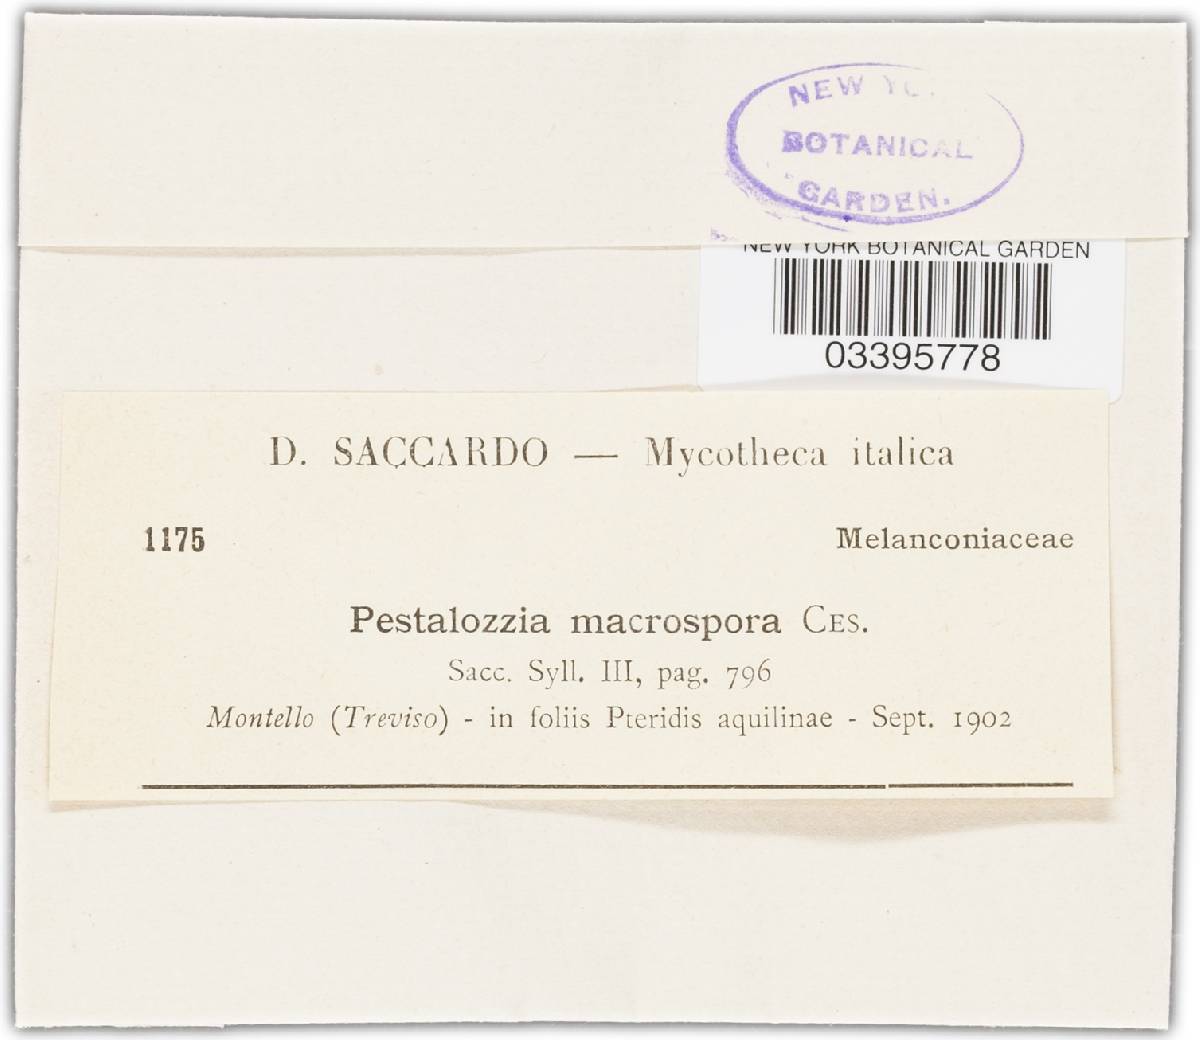 NEW
BOTANICAL
GARDEN.
NEW YORK BOTANICAL GARDEN
03395778
D. SACCARDO — Mycotheca italica
1175 Melanconiaceae
Pestalozzia macrospora CES.
Sacc. Syll. III, pag. 796
Montello (Treviso) - in foliis Pteridis aquilinae - Sept. 1902